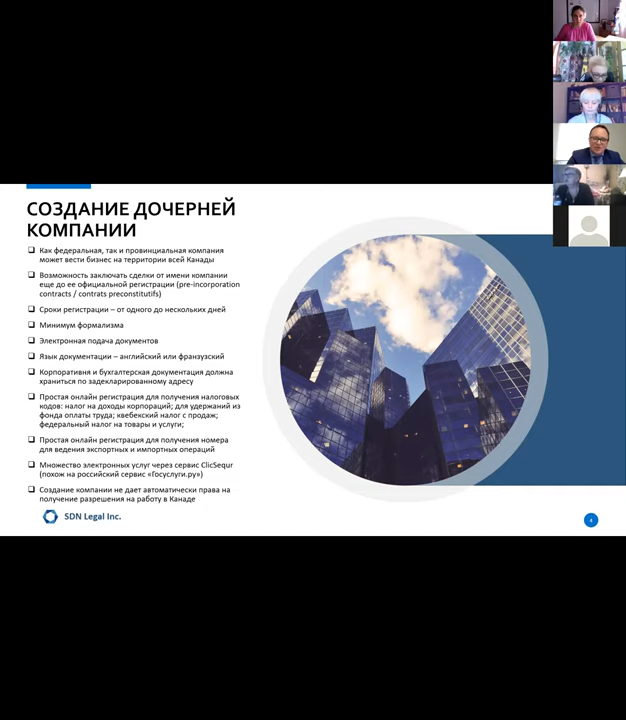 СОЗДАНИЕ ДОЧЕРНЕЙ
КОМПАНИИ
Как федеральная, так и провинциальная компания
может вести бизнес на территории всей Канады
Возможность заключать сделки от имени компании
еще до ее официальной регистрации (pre-incorporation
contracts / contrats preconstitutifs)
Сроки регистрации – от одного до нескольких дней
Минимум формализма
Электронная подача документов
Язык документации – английский или французский
Корпоративня и бухгалтерская документация должна
храниться по задекларированному адресу
Простая онлайн регистрация для получения налоговых
кодов: налог на доходы корпораций; для удержаний из
фонда оплаты труда; квебекский налог с продаж;
федеральный налог на товары и услуги;
Простая онлайн регистрация для получения номера
для ведения экспортных и импортных операций
Множество электронных услуг через сервис ClicSequr
(похож на российский сервис «Госуслуги.ру»)
Создание компании не дает автоматически права на
получение разрешения на работу в Канаде
SDN Legal Inc.
4